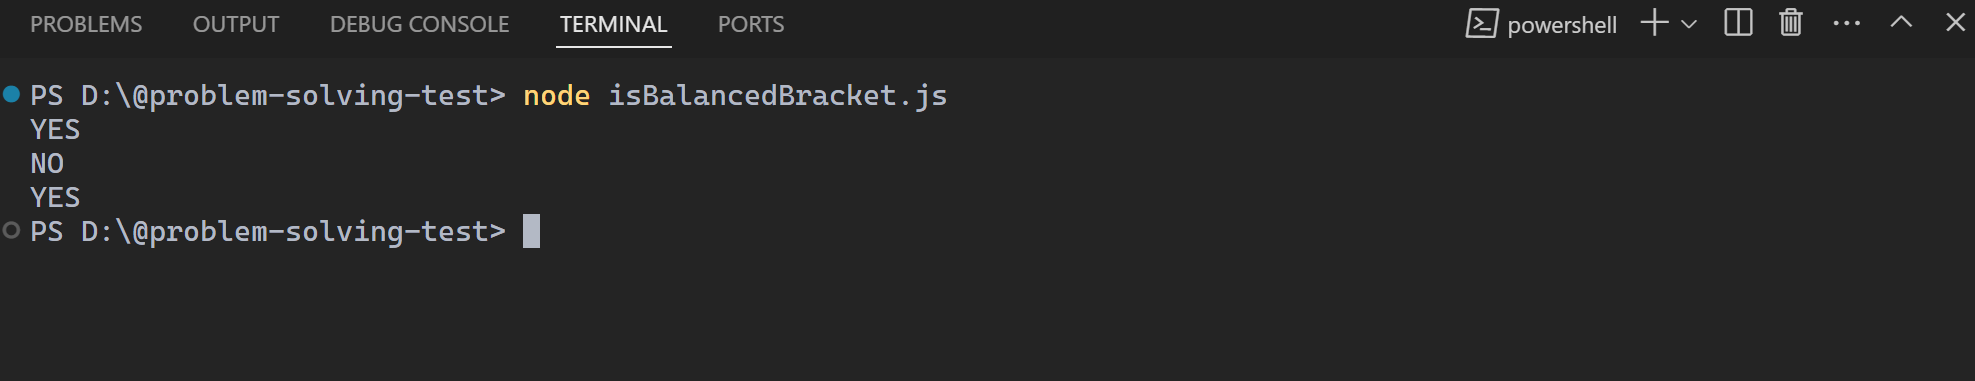 PROBLEMS OUTPUT DEBUG CONSOLE TERMINAL PORTS powershell
PS D:\@problem-solving-test> node isBalancedBracket.js
YES
NO
YES
PS D:\@problem-solving-test>